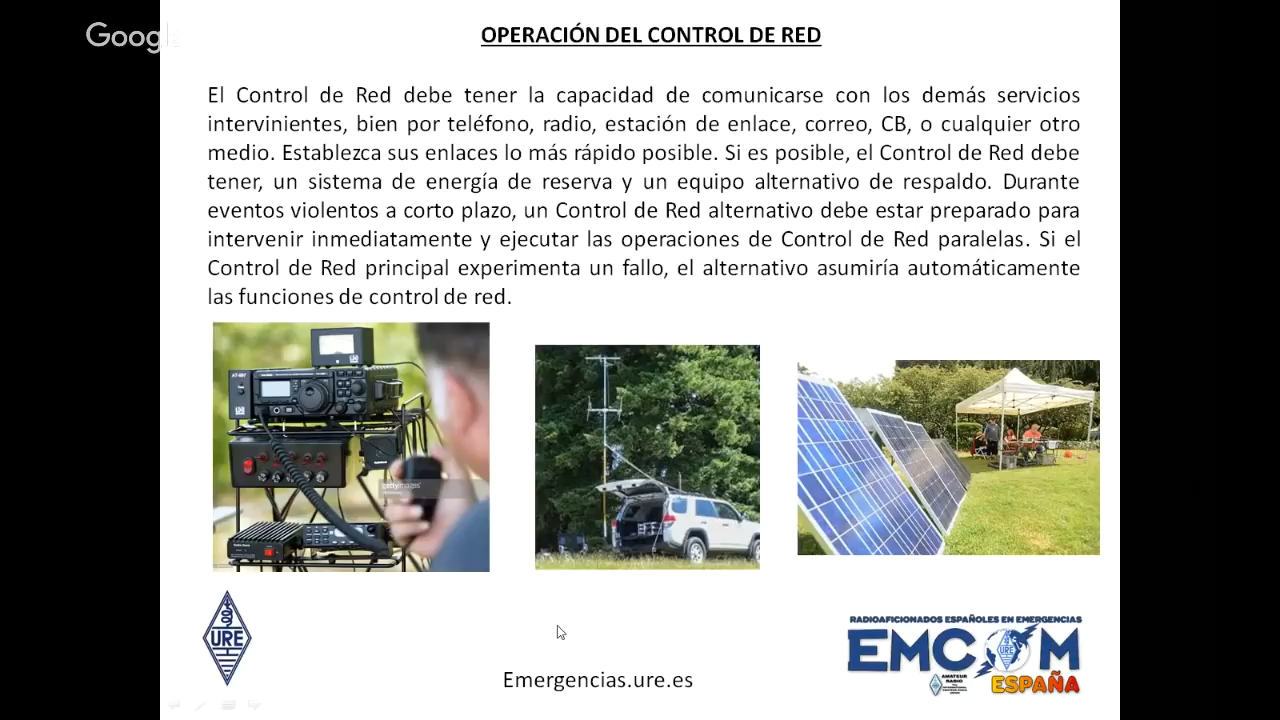 Google
OPERACIÓN DEL CONTROL DE RED
El Control de Red debe tener la capacidad de comunicarse con los demás servicios
intervinientes, bien por teléfono, radio, estación de enlace, correo, CB, o cualquier otro
medio. Establezca sus enlaces lo más rápido posible. Si es posible, el Control de Red debe
tener, un sistema de energía de reserva y un equipo alternativo de respaldo. Durante
eventos violentos a corto plazo, un Control de Red alternativo debe estar preparado para
intervenir inmediatamente y ejecutar las operaciones de Control de Red paralelas. Si el
Control de Red principal experimenta un fallo, el alternativo asumiría automáticamente
las funciones de control de red.
gettyimages
URE
RADIOAFICIONADOS ESPAÑOLES EN EMERGENCIAS
EMCOM
URE
AMATEUR
RADIO
ESPAÑA
Emergencias.ure.es